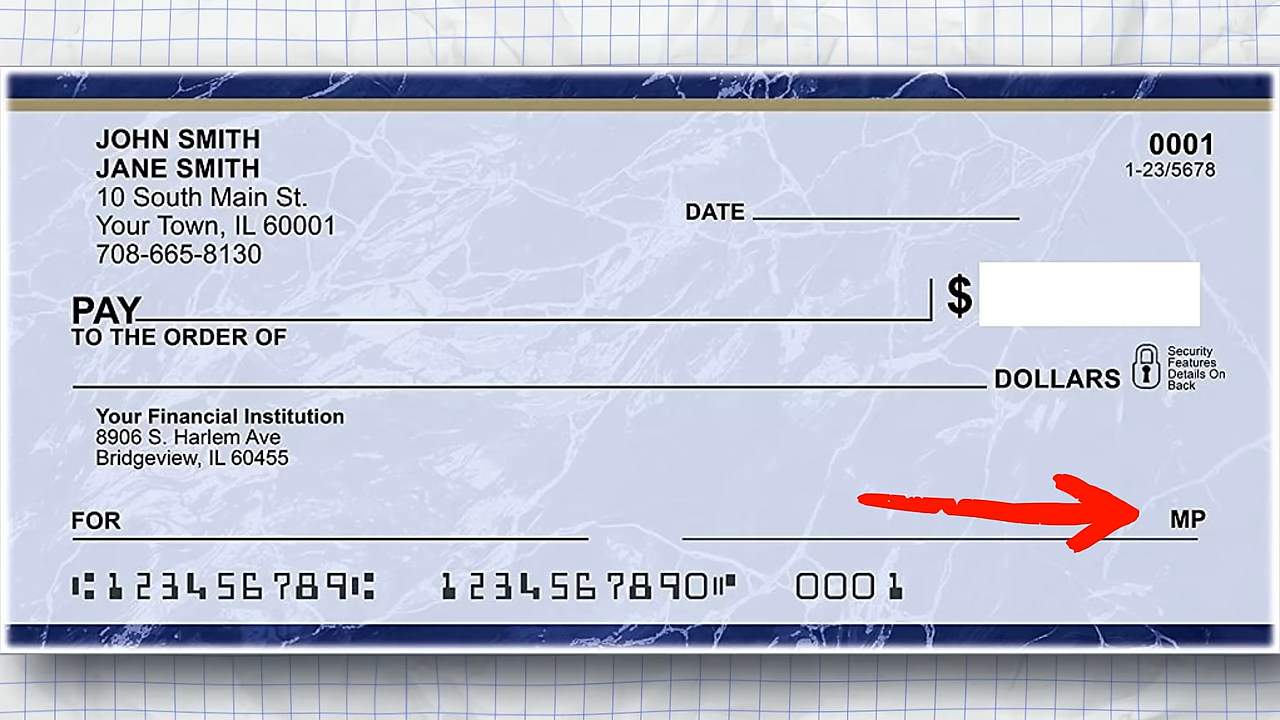 JOHN SMITH
JANE SMITH
10 South Main St.
Your Town, IL 60001
708-665-8130
0001
1-23/5678
DATE
PAY
TO THE ORDER OF
$
DOLLARS
Security
Features
Details On
Back
Your Financial Institution
8906 S. Harlem Ave
Bridgeview, IL 60455
FOR
MP
⑆123456789⑆ 1234567890⑈ 0001